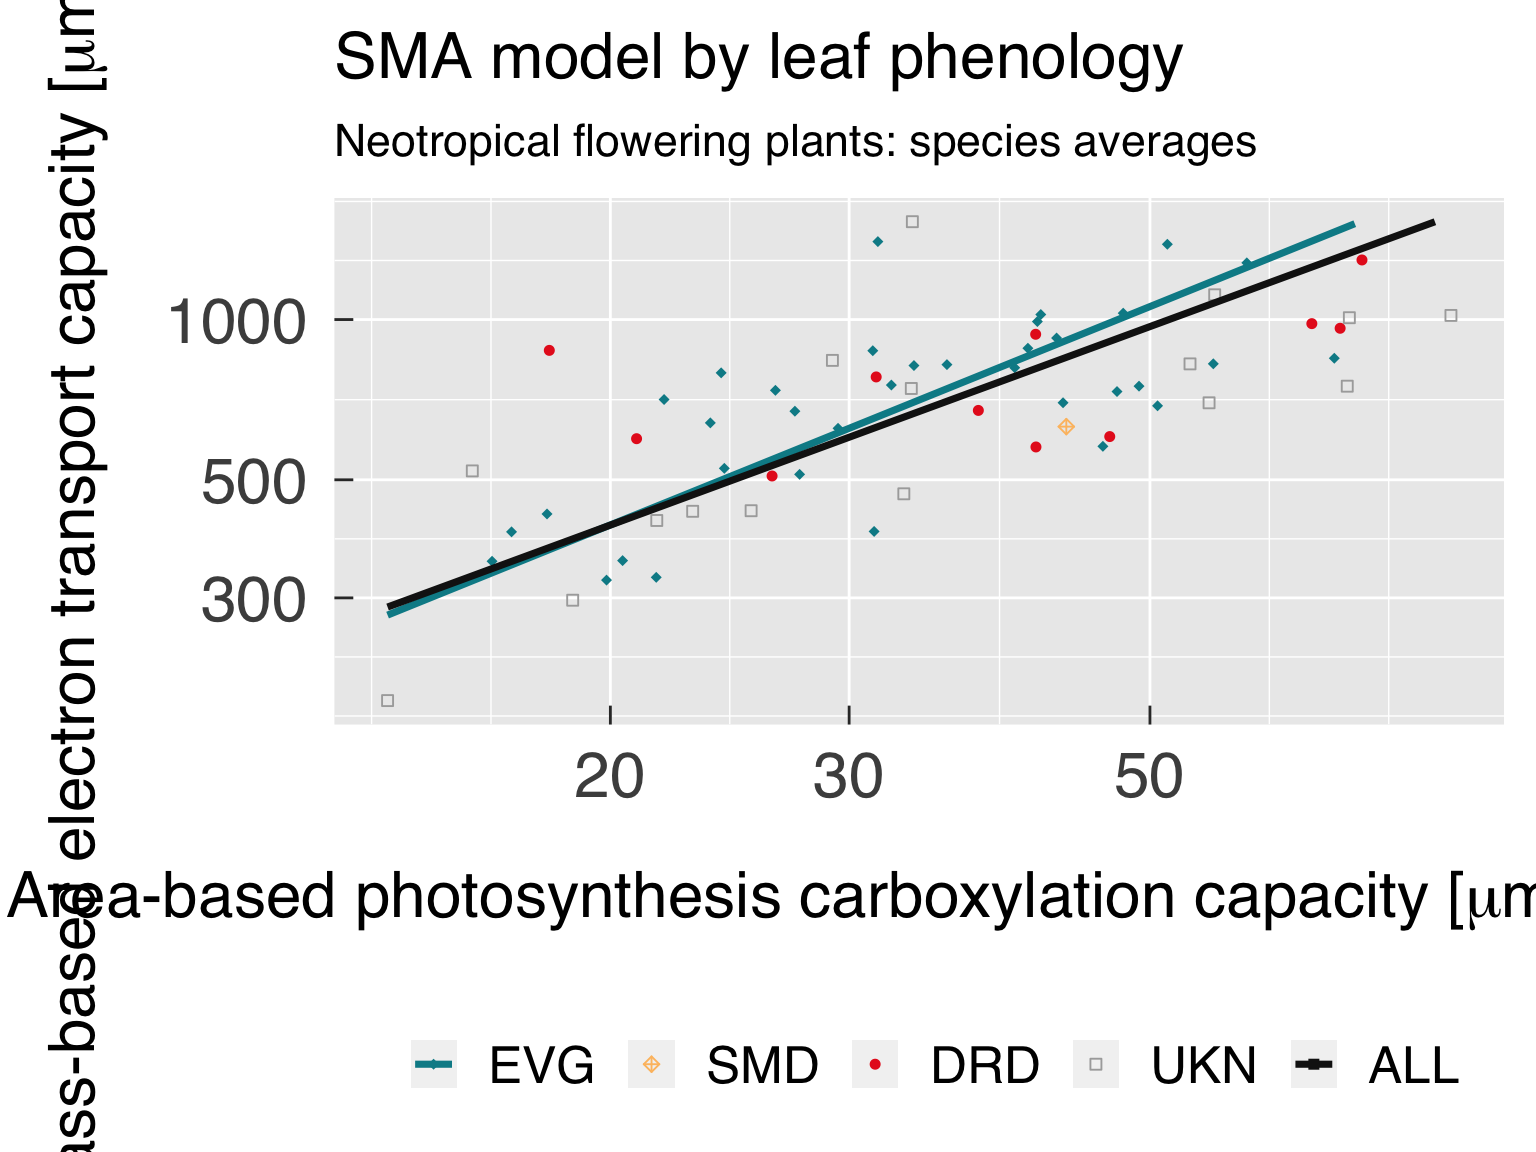 SMA model by leaf phenology
Neotropical flowering plants: species averages
ass-based electron transport capacity [μm
1000
500
300
20 30 50
Area-based photosynthesis carboxylation capacity [μm
EVG SMD DRD UKN ALL